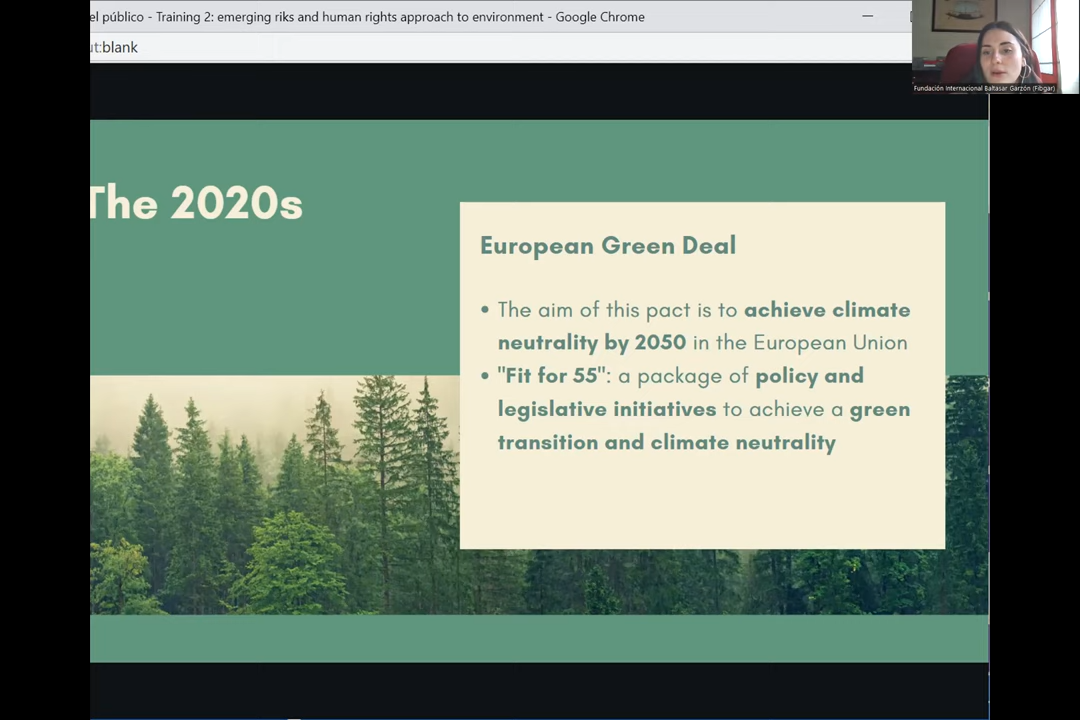 el público - Training 2: emerging riks and human rights approach to environment - Google Chrome
ut:blank
Fundación Internacional Baltasar Garzón (Fibgar)
The 2020s
European Green Deal
• The aim of this pact is to achieve climate
neutrality by 2050 in the European Union
• "Fit for 55": a package of policy and
legislative initiatives to achieve a green
transition and climate neutrality